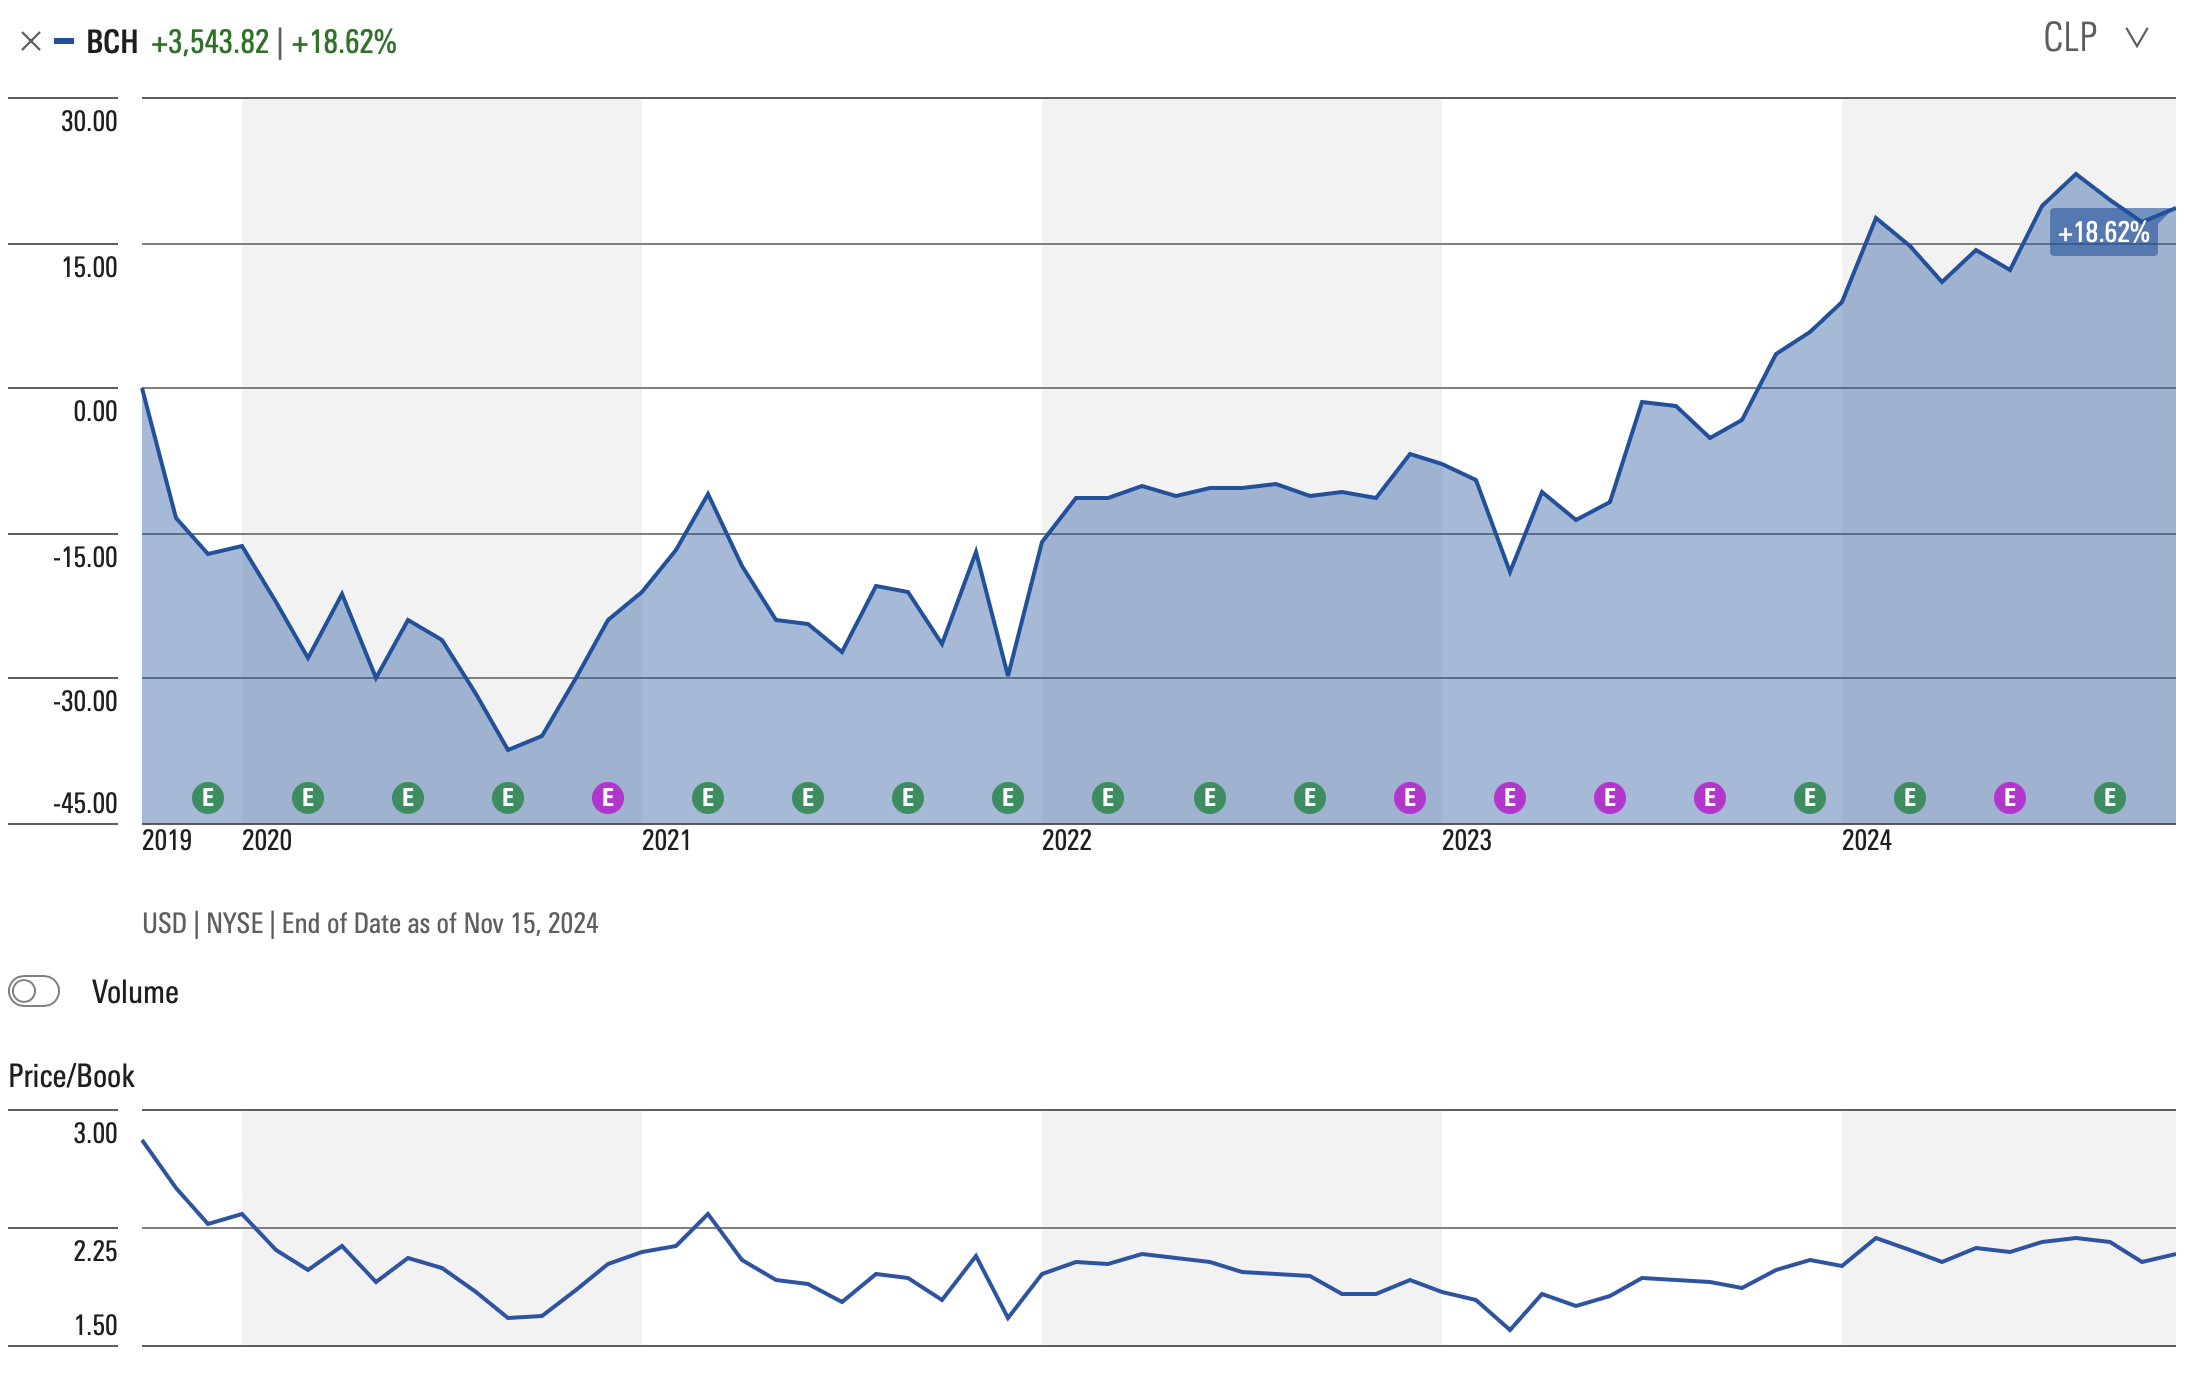 BCH +3,543.82 | +18.62%
CLP
30.00
15.00
0.00
-15.00
-30.00
-45.00
+18.62%
E E E E E E E E E E E E E E E E E E E E
2019 2020 2021 2022 2023 2024
USD | NYSE | End of Date as of Nov 15, 2024
Volume
Price/Book
3.00
2.25
1.50